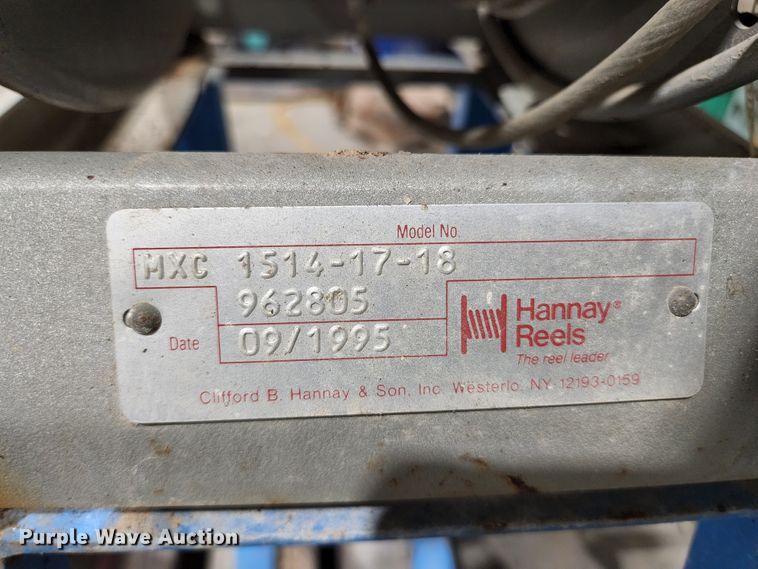 Model No.
MXC 1514-17-18
962805
Date 09/1995
Hannay®
Reels
The reel leader
Clifford B. Hannay & Son, Inc. Westerlo, NY 12193-0159
Purple Wave Auction